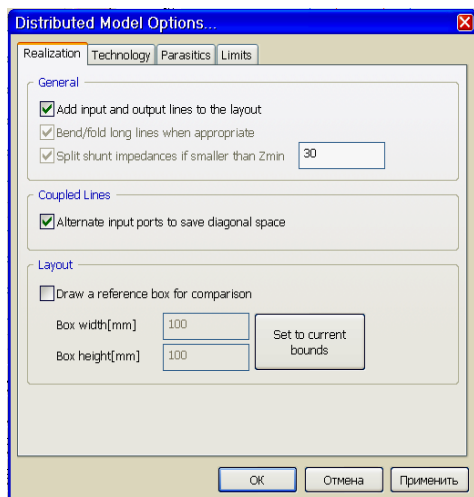 Distributed Model Options...
Realization Technology Parasitics Limits
General
Add input and output lines to the layout
Bend/fold long lines when appropriate
Split shunt impedances if smaller than Zmin 30
Coupled Lines
Alternate input ports to save diagonal space
Layout
Draw a reference box for comparison
Box width[mm] 100
Set to current
bounds
Box height[mm] 100
OK Отмена Применить